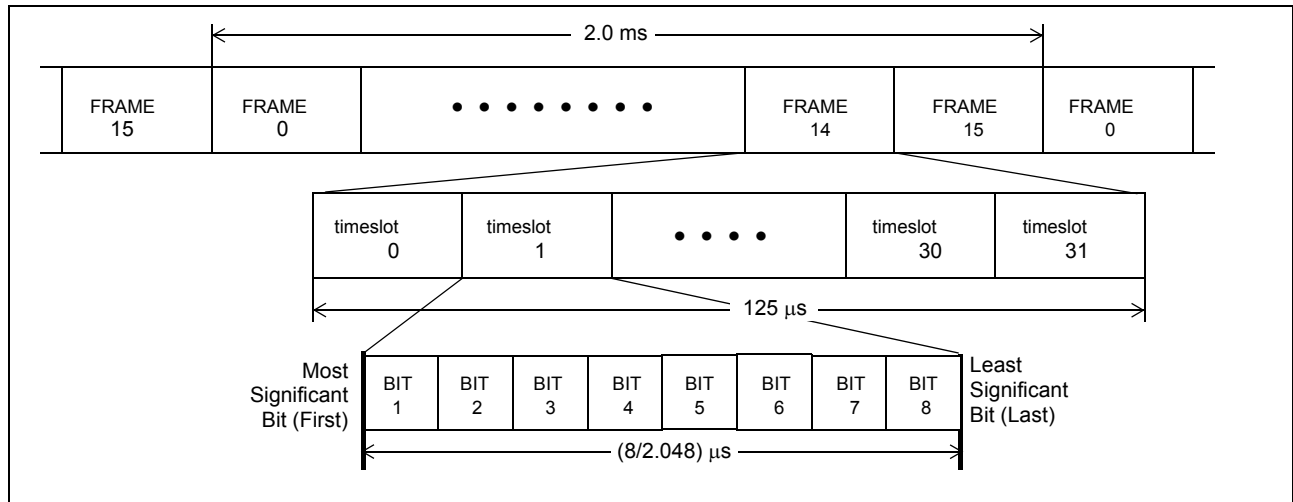 2.0 ms
FRAME 15
FRAME 0
FRAME 14
FRAME 15
FRAME 0
timeslot 0
timeslot 1
timeslot 30
timeslot 31
125 μs
Most
Significant
Bit (First)
BIT 1
BIT 2
BIT 3
BIT 4
BIT 5
BIT 6
BIT 7
BIT 8
Least
Significant
Bit (Last)
(8/2.048) μs